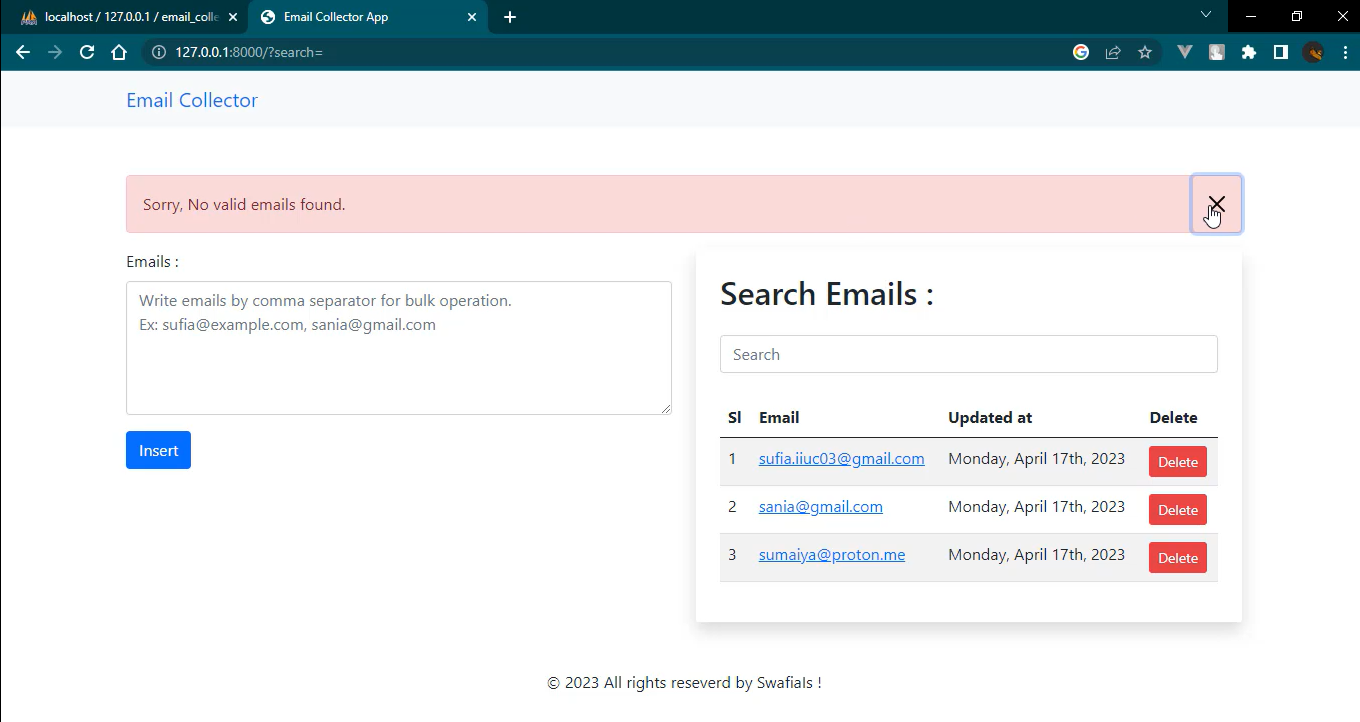 localhost / 127.0.0.1 / email_colle
Email Collector App
127.0.0.1:8000/?search=
Email Collector
Sorry, No valid emails found.
Emails :
Write emails by comma separator for bulk operation.
Ex: sufia@example.com, sania@gmail.com
Insert
Search Emails :
Search
Sl Email Updated at Delete
1 sufia.iiuc03@gmail.com Monday, April 17th, 2023 Delete
2 sania@gmail.com Monday, April 17th, 2023 Delete
3 sumaiya@proton.me Monday, April 17th, 2023 Delete
© 2023 All rights reseverd by Swafials !